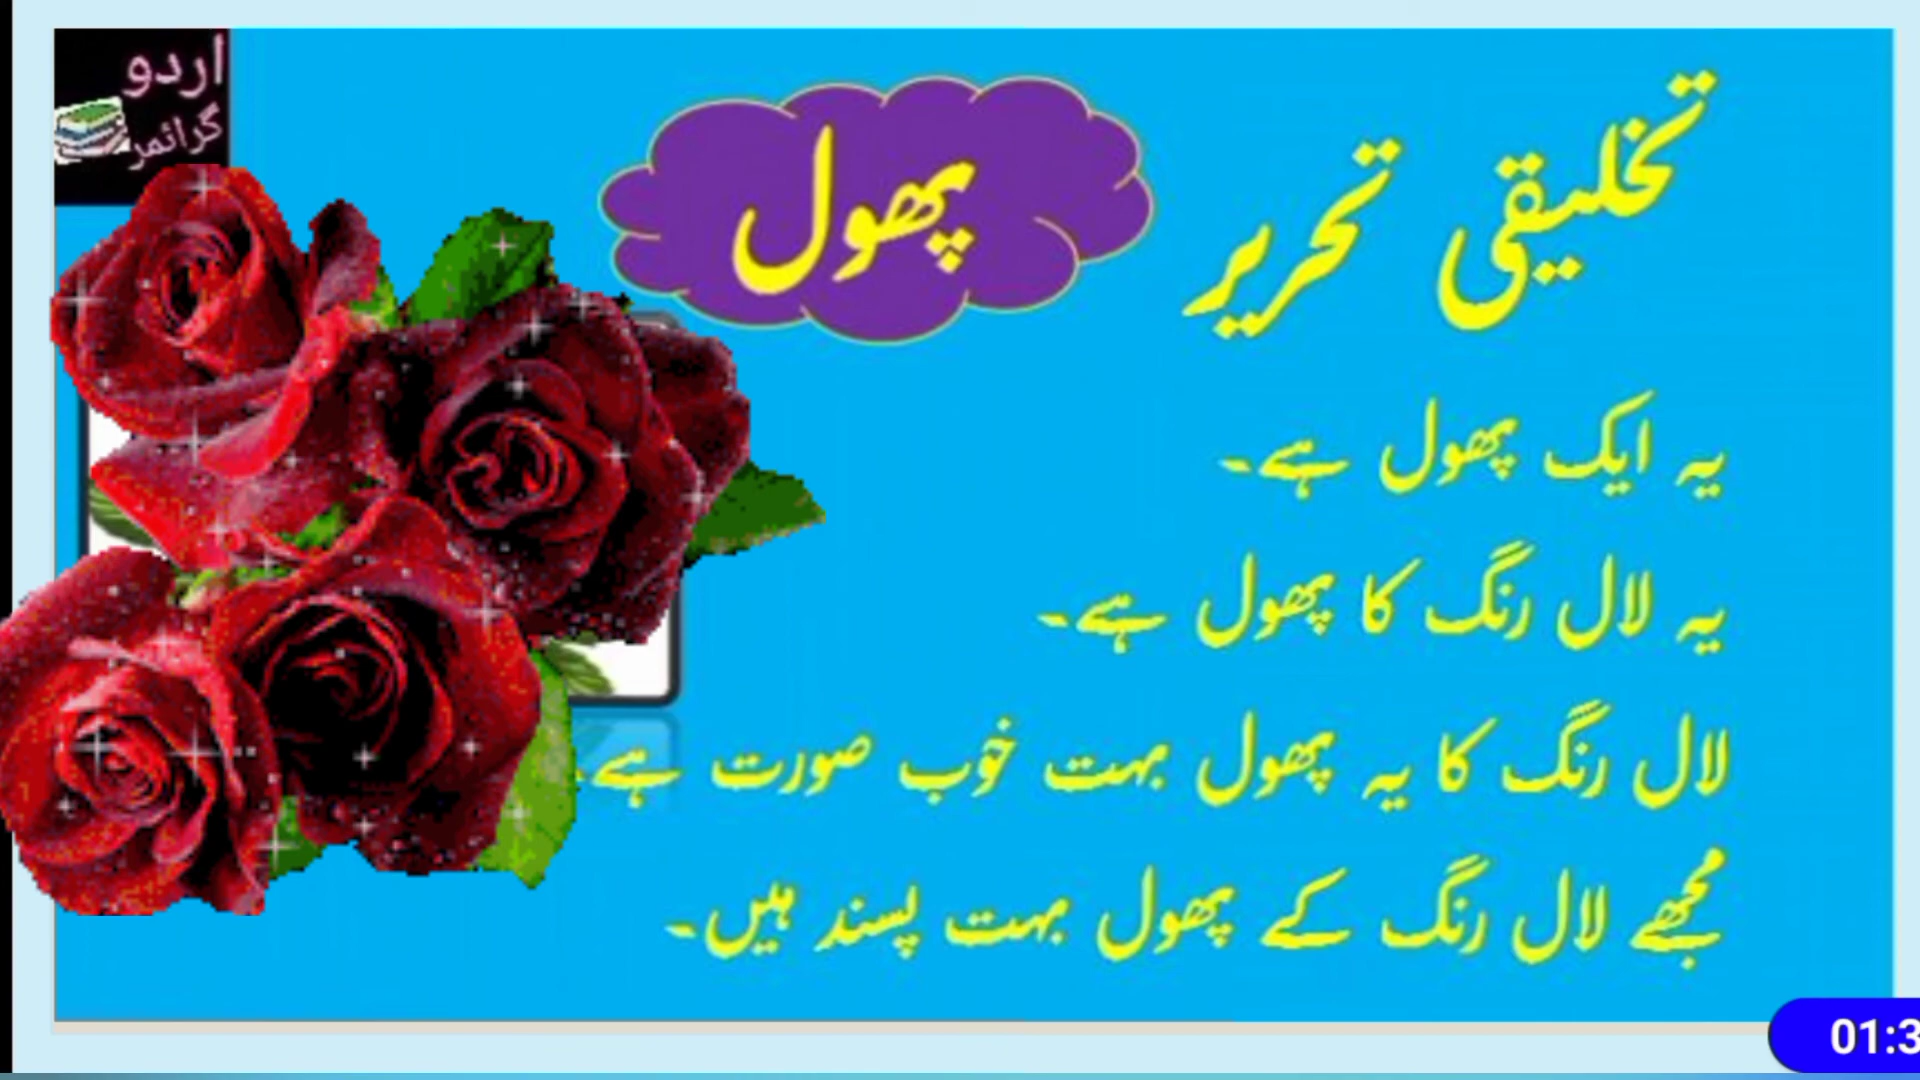 اردو
گرائمر
تخلیقی تحریر
پھول
یہ ایک پھول ہے۔
یہ لال رنگ کا پھول ہے۔
لال رنگ کا یہ پھول بہت خوب صورت ہے۔
مجھے لال رنگ کے پھول بہت پسند ہیں۔
01:3